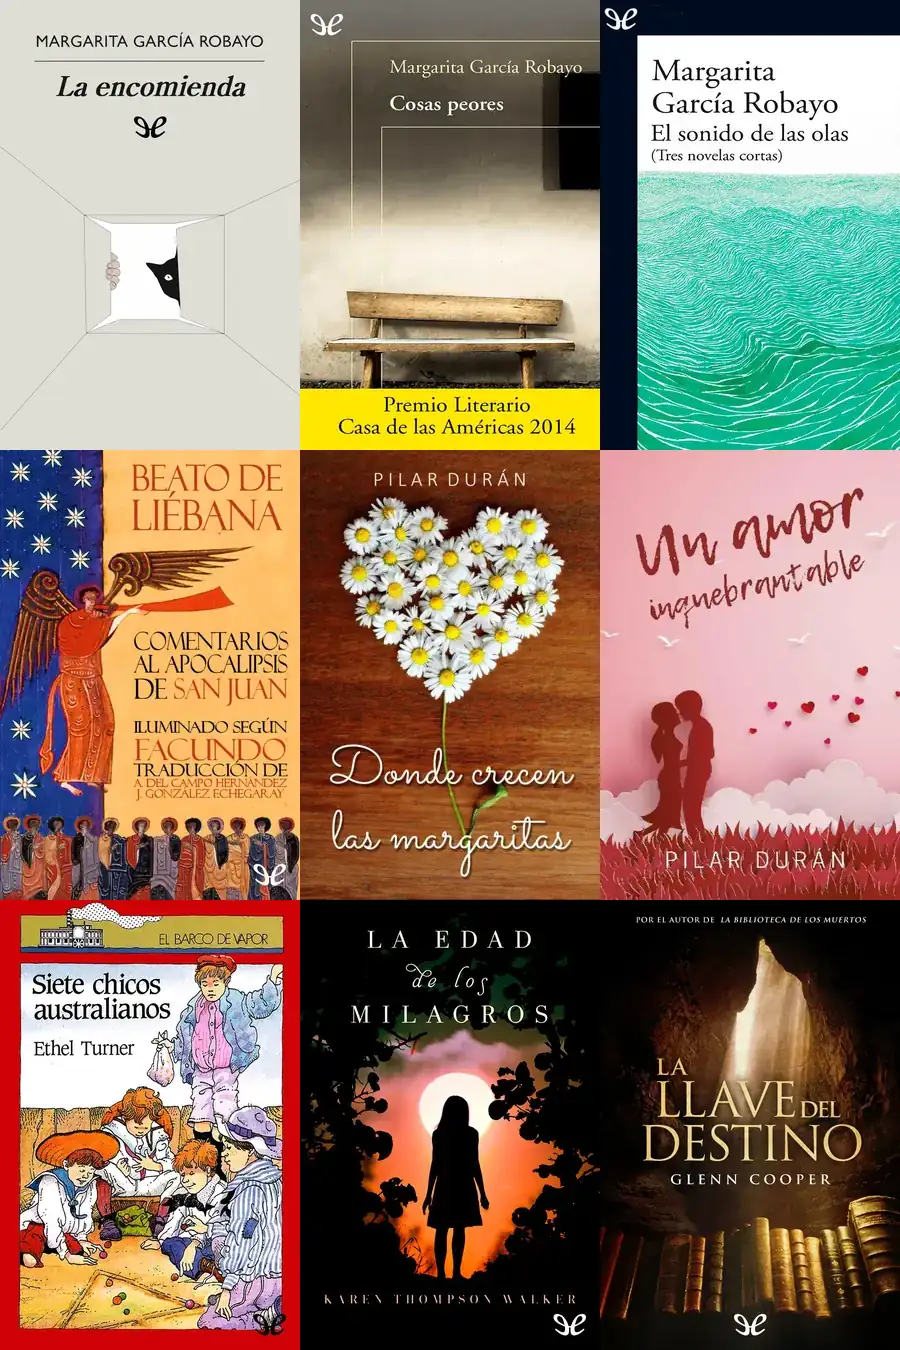 MARGARITA GARCÍA ROBAYO
La encomienda
Margarita García Robayo
Cosas peores
Premio Literario
Casa de las Américas 2014
Margarita
García Robayo
El sonido de las olas
(Tres novelas cortas)
BEATO DE
LIÉBANA
COMENTARIOS
AL APOCALIPSIS
DE SAN JUAN
ILUMINADO SEGÚN
FACUNDO
TRADUCCIÓN DE
A. DEL CAMPO HERNÁNDEZ
J. GONZÁLEZ ECHEGARAY
PILAR DURÁN
Donde crecen
las margaritas
Un amor
inquebrantable
PILAR DURÁN
EL BARCO DE VAPOR
Siete chicos
australianos
Ethel Turner
LA EDAD
de los
MILAGROS
KAREN THOMPSON WALKER
POR EL AUTOR DE LA BIBLIOTECA DE LOS MUERTOS
LA
LLAVE DEL
DESTINO
GLENN COOPER